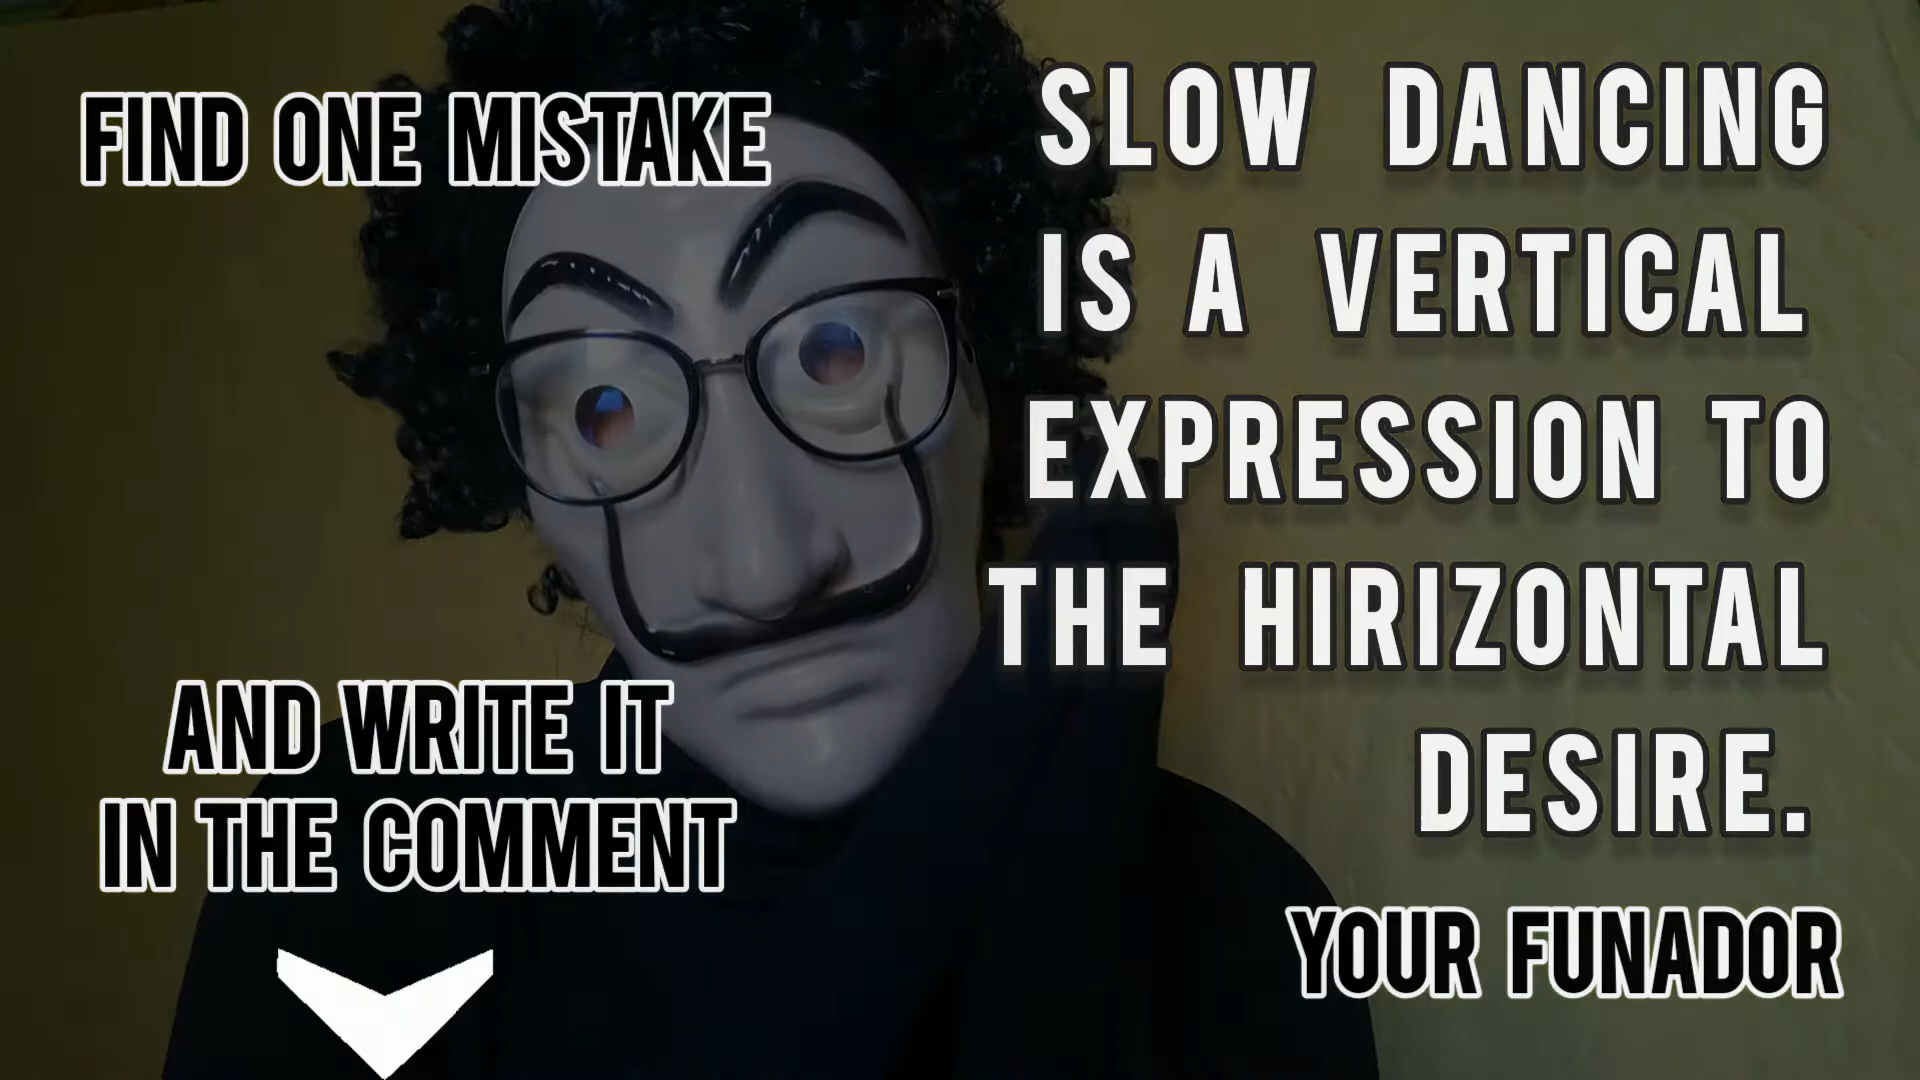 FIND ONE MISTAKE
AND WRITE IT
IN THE COMMENT
SLOW DANCING
IS A VERTICAL
EXPRESSION TO
THE HIRIZONTAL
DESIRE.
YOUR FUNADOR